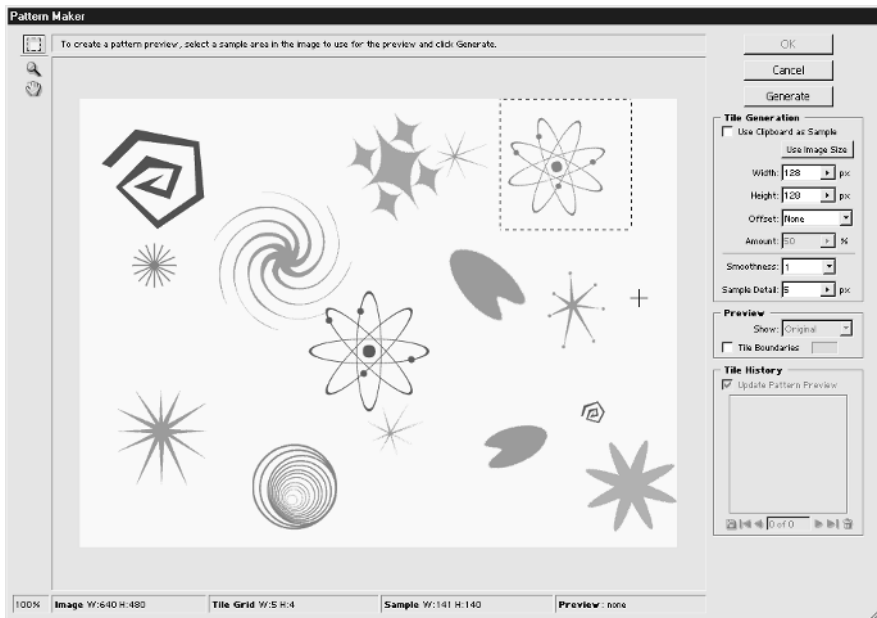 Pattern Maker
To create a pattern preview, select a sample area in the image to use for the preview and click Generate.
OK
Cancel
Generate
Tile Generation
Use Clipboard as Sample
Use Image Size
Width: 128 px
Height: 128 px
Offset: None
Amount: 50 %
Smoothness: 1
Sample Detail: 5 px
Preview
Show: Original
Tile Boundaries
Tile History
Update Pattern Preview
0 of 0
100% Image W:640 H:480 Tile Grid W:5 H:4 Sample W:141 H:140 Preview : none